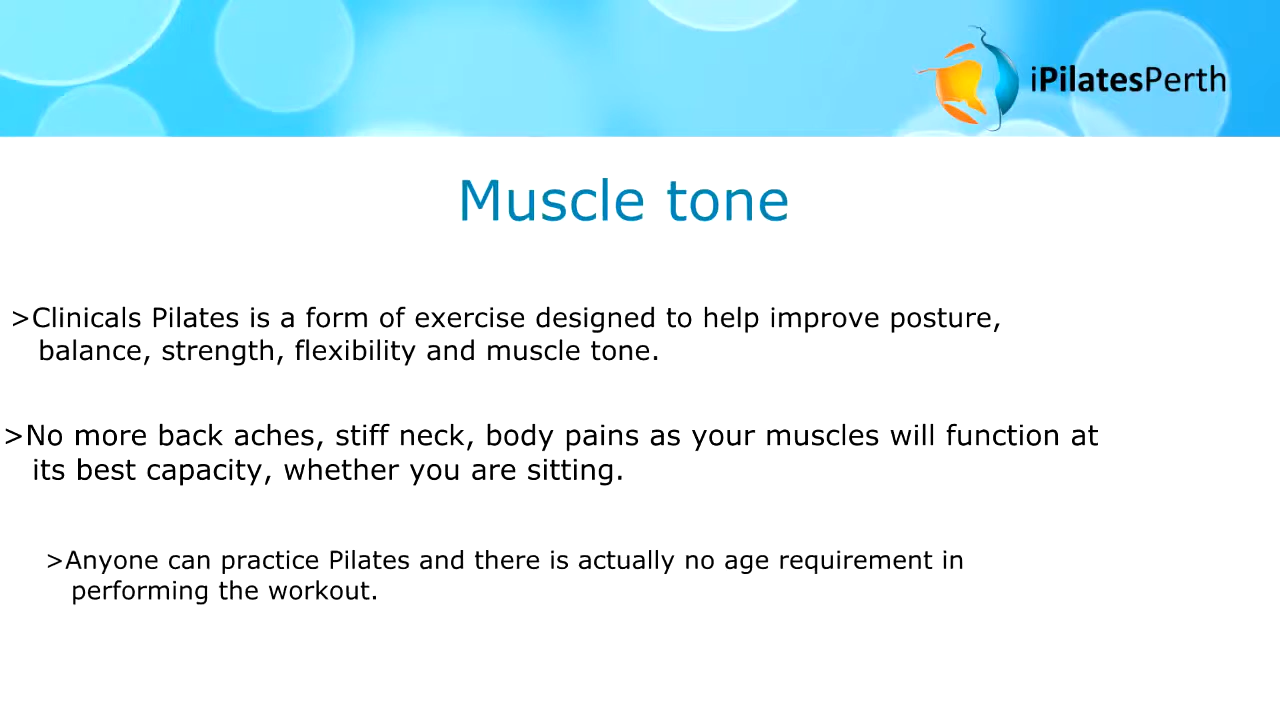 iPilatesPerth
Muscle tone
>Clinicals Pilates is a form of exercise designed to help improve posture,
balance, strength, flexibility and muscle tone.
>No more back aches, stiff neck, body pains as your muscles will function at
its best capacity, whether you are sitting.
>Anyone can practice Pilates and there is actually no age requirement in
performing the workout.